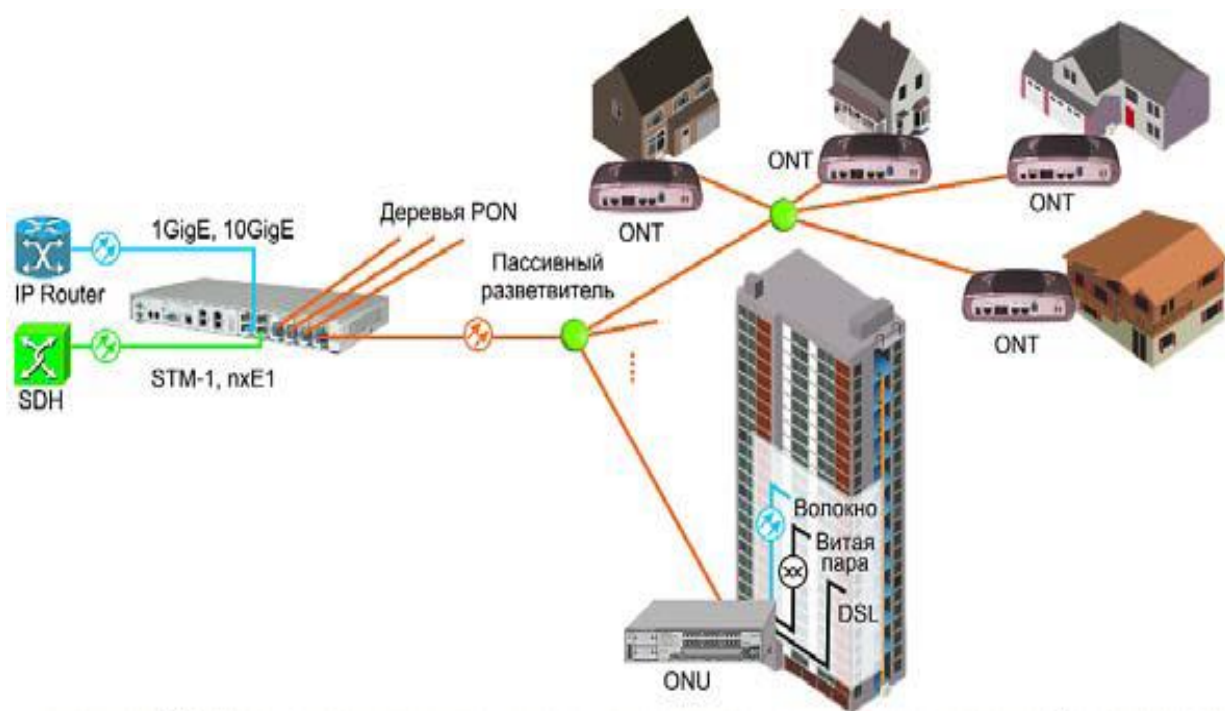 ONT
ONT
ONT
Деревья PON
1GigE, 10GigE
IP Router
Пассивный
разветвитель
STM-1, nxE1
SDH
ONT
Волокно
Витая
пара
DSL
ONU